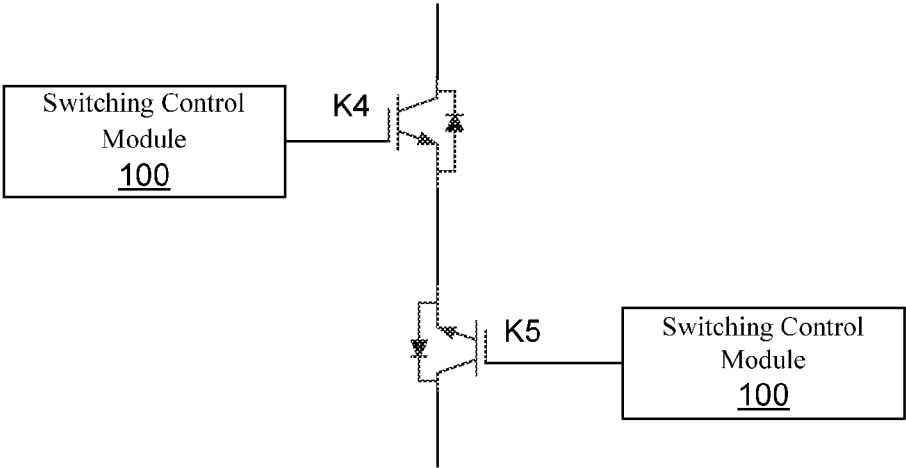 Switching Control
Module
100
K4
K5
Switching Control
Module
100